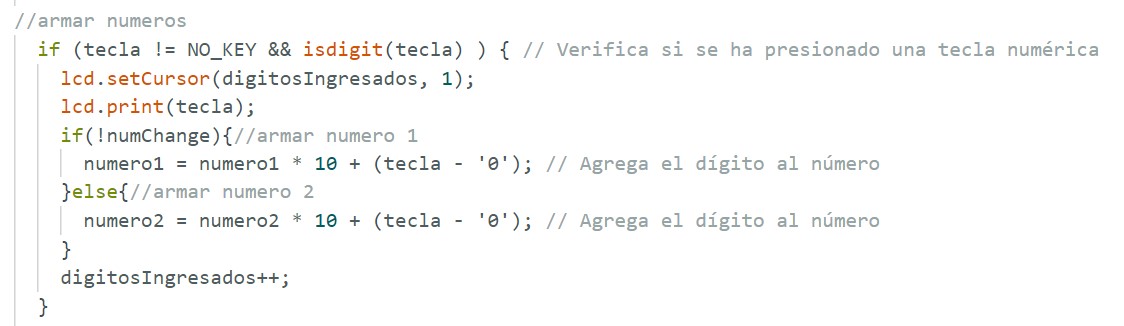 //armar numeros
if (tecla != NO_KEY && isdigit(tecla) ) { // Verifica si se ha presionado una tecla numérica
lcd.setCursor(digitosIngresados, 1);
lcd.print(tecla);
if(!numChange){//armar numero 1
numero1 = numero1 * 10 + (tecla - '0'); // Agrega el dígito al número
}else{//armar numero 2
numero2 = numero2 * 10 + (tecla - '0'); // Agrega el dígito al número
}
digitosIngresados++;
}